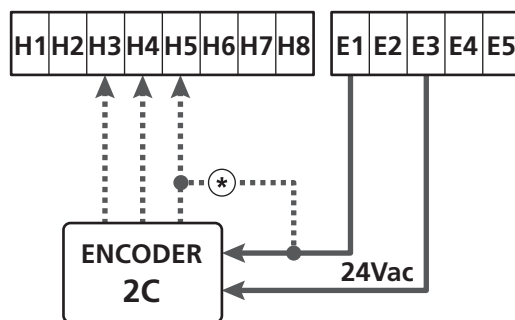 H1 H2 H3 H4 H5 H6 H7 H8 E1 E2 E3 E4 E5
*
ENCODER
2C
24Vac